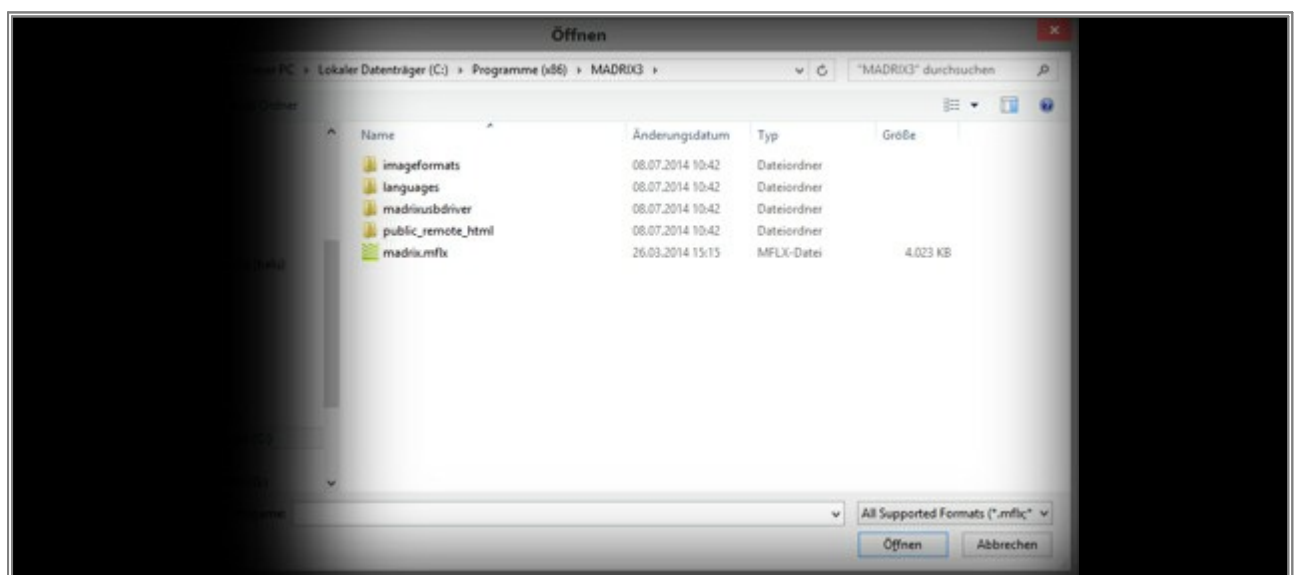 Öffnen
PC ▸ Lokaler Datenträger (C:) ▸ Programme (x86) ▸ MADRIX3 ▸ "MADRIX3" durchsuchen
Ordner
Name Änderungsdatum Typ Größe
imageformats 08.07.2014 10:42 Dateiordner
languages 08.07.2014 10:42 Dateiordner
madrixusbdriver 08.07.2014 10:42 Dateiordner
public_remote_html 08.07.2014 10:42 Dateiordner
madrix.mflx 26.03.2014 15:15 MFLX-Datei 4.023 KB
All Supported Formats (*.mflx;*
Öffnen Abbrechen